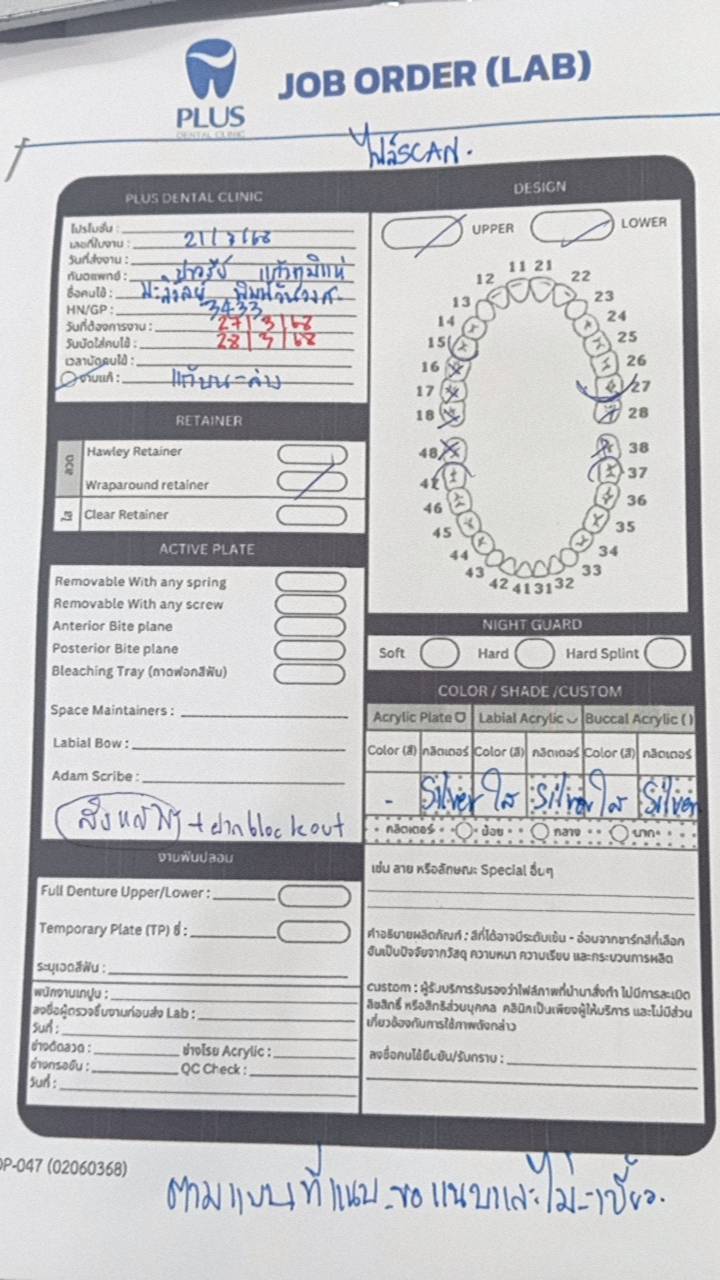 PLUS
DENTAL CLINIC
JOB ORDER (LAB)
ไฟล์SCAN.
PLUS DENTAL CLINIC
โปรโมชั่น :
เลขที่ใบงาน :
วันที่ส่งงาน : 21/3/68
ทันตแพทย์ :
ชื่อคนไข้ :
HN/GP : 3433
วันที่ต้องการงาน : 27/3/68
วันนัดใส่คนไข้ : 28/3/68
เวลานัดคนไข้ :
งานแก้ : แก้บน-ล่าง
RETAINER
ลวด
Hawley Retainer
Wraparound retainer
ใส
Clear Retainer
ACTIVE PLATE
Removable With any spring
Removable With any screw
Anterior Bite plane
Posterior Bite plane
Bleaching Tray (ถาดฟอกสีฟัน)
Space Maintainers :
Labial Bow :
Adam Scribe :
+ ฝาก block out
งานฟันปลอม
Full Denture Upper/Lower :
Temporary Plate (TP) ซี่ :
ระบุเฉดสีฟัน :
พนักงานเทปูน :
ลงชื่อผู้ตรวจชิ้นงานก่อนส่ง Lab :
วันที่ :
ช่างดัดลวด : ช่างโรย Acrylic :
ช่างกรอขัด : QC Check :
วันที่ :
DESIGN
UPPER LOWER
11 21
12 22
13 23
14 24
15 25
16 26
17 27
18 28
48 38
47 37
46 36
45 35
44 34
43 33
42 41 31 32
NIGHT GUARD
Soft Hard Hard Splint
COLOR / SHADE /CUSTOM
Acrylic Plate Labial Acrylic Buccal Acrylic ( )
Color (สี) กลิตเตอร์ Color (สี) กลิตเตอร์ Color (สี) กลิตเตอร์
- Silver ใส Silver ใส Silver
กลิตเตอร์ น้อย กลาง มาก
เช่น ลาย หรือลักษณะ Special อื่นๆ
คำอธิบายผลิตภัณฑ์ : สีที่ได้อาจมีระดับเข้ม - อ่อนจากชาร์ทสีที่เลือก
อันเป็นปัจจัยจากวัสดุ ความหนา ความเรียบ และกระบวนการผลิต
custom : ผู้รับบริการรับรองว่าไฟล์ภาพที่นำมาสั่งทำ ไม่มีการละเมิด
ลิขสิทธิ์ หรือสิทธิส่วนบุคคล คลินิกเป็นเพียงผู้ให้บริการ และไม่มีส่วน
เกี่ยวข้องกับการใช้ภาพดังกล่าว
ลงชื่อคนไข้ยืนยัน/รับทราบ :
OP-047 (02060368)
ตามแบบที่แนบ ขอแนบและไม่